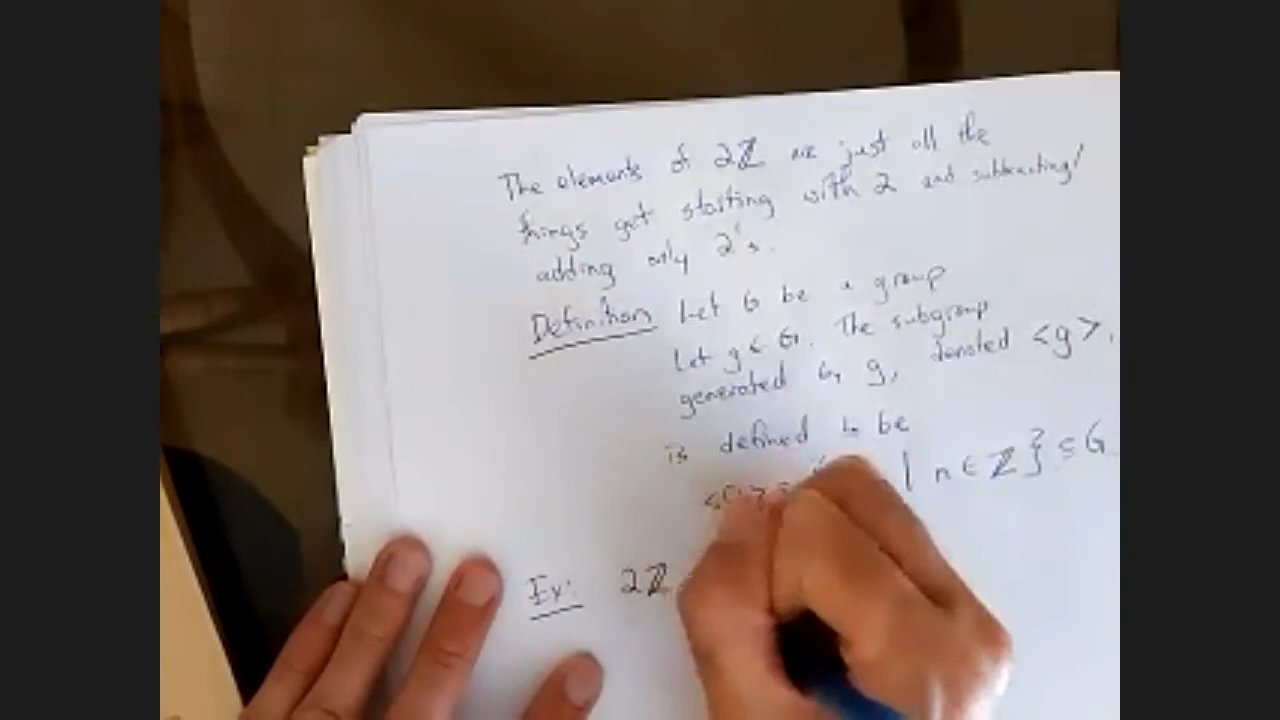 The elements of 2ℤ are just all the
things get starting with 2 and subtracting/
adding only 2's.
Definition Let G be a group
Let g ∈ G. The subgroup
generated by g, denoted <g>,
is defined to be
| n ∈ ℤ} ≤ G
Ex: 2ℤ